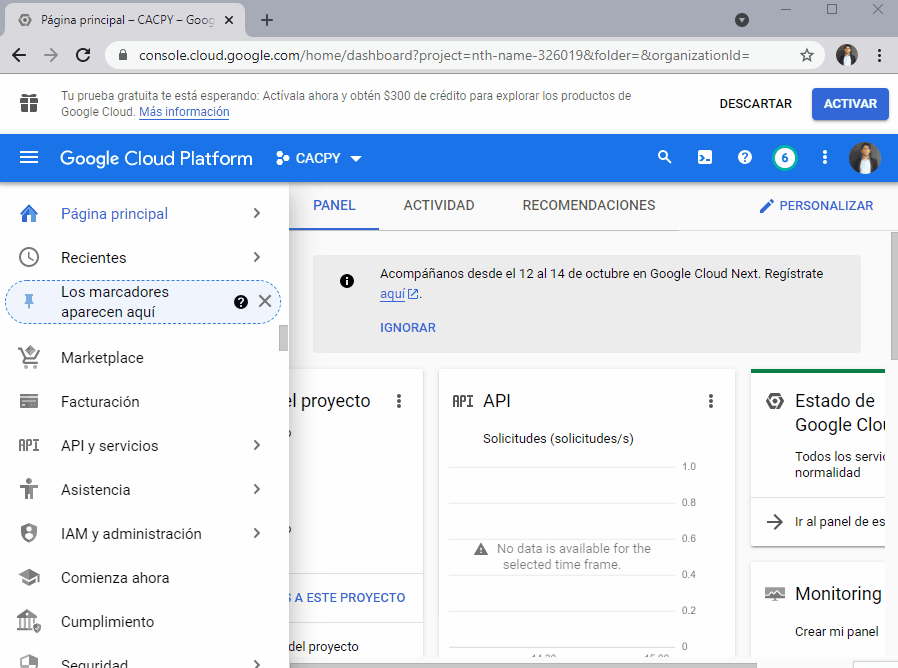 Página principal – CACPY – Goog
console.cloud.google.com/home/dashboard?project=nth-name-326019&folder=&organizationId=
Tu prueba gratuita te está esperando: Actívala ahora y obtén $300 de crédito para explorar los productos de
Google Cloud. Más información
DESCARTAR
ACTIVAR
Google Cloud Platform
CACPY
6
Página principal
Recientes
Los marcadores
aparecen aquí
Marketplace
Facturación
API API y servicios
Asistencia
IAM y administración
Comienza ahora
Cumplimiento
Seguridad
PANEL
ACTIVIDAD
RECOMENDACIONES
PERSONALIZAR
Acompáñanos desde el 12 al 14 de octubre en Google Cloud Next. Regístrate
aquí.
IGNORAR
el proyecto
S A ESTE PROYECTO
del proyecto
API API
Solicitudes (solicitudes/s)
1.0
0.8
0.6
No data is available for the
selected time frame.
0.4
0.2
0
Estado de
Google Clou
Todos los servic
normalidad
Ir al panel de es
Monitoring
Crear mi panel